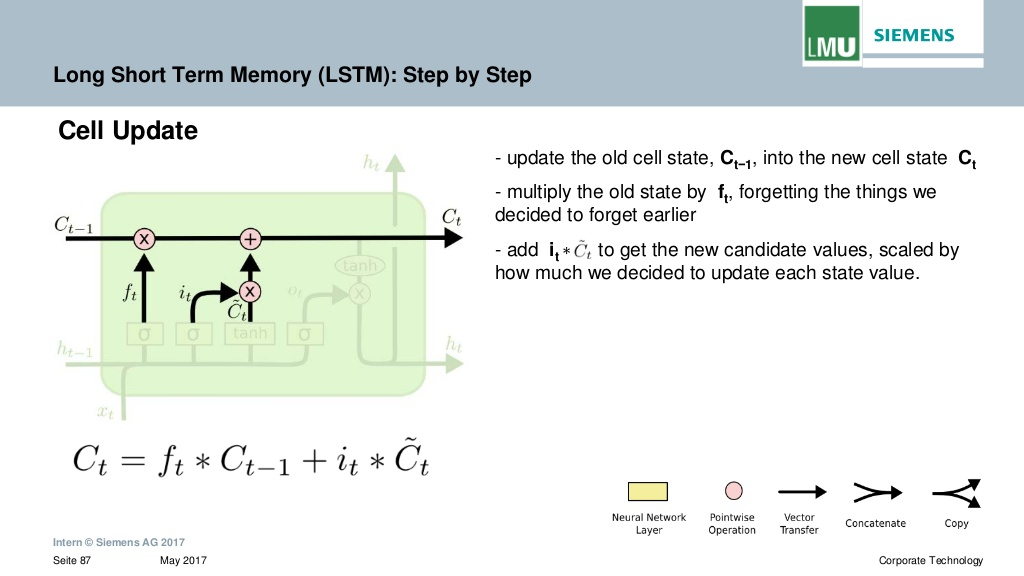 LMU
SIEMENS
Long Short Term Memory (LSTM): Step by Step
Cell Update
- update the old cell state, Cₜ₋₁, into the new cell state Cₜ
- multiply the old state by fₜ, forgetting the things we
decided to forget earlier
- add iₜ * C̃ₜ to get the new candidate values, scaled by
how much we decided to update each state value.
hₜ
Cₜ₋₁
Cₜ
x
+
tanh
fₜ
iₜ
x
oₜ
x
C̃ₜ
σ
σ
tanh
σ
hₜ₋₁
hₜ
xₜ
Cₜ = fₜ * Cₜ₋₁ + iₜ * C̃ₜ
Neural Network
Layer
Pointwise
Operation
Vector
Transfer
Concatenate
Copy
Intern © Siemens AG 2017
Seite 87
May 2017
Corporate Technology